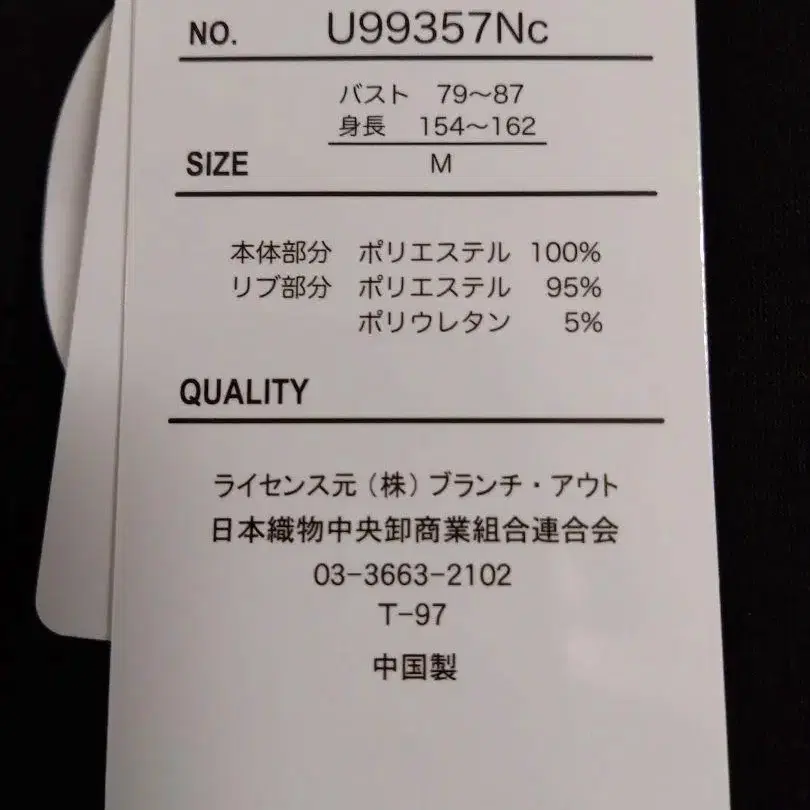 NO. U99357Nc
バスト 79〜87
身長 154〜162
SIZE M
本体部分 ポリエステル 100%
リブ部分 ポリエステル 95%
ポリウレタン 5%
QUALITY
ライセンス元（株）ブランチ・アウト
日本織物中央卸商業組合連合会
03-3663-2102
T-97
中国製